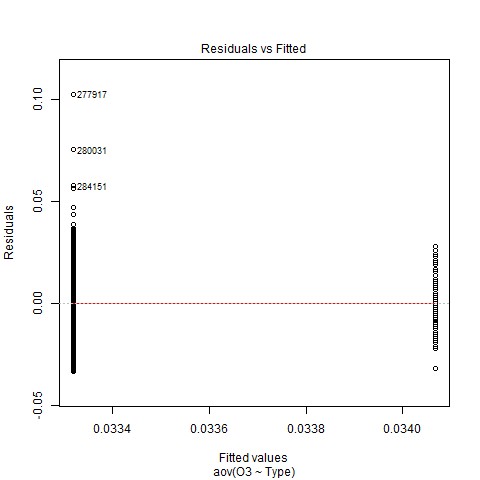 Residuals vs Fitted
277917
280031
284151
0.10
0.05
0.00
-0.05
Residuals
0.0334
0.0336
0.0338
0.0340
Fitted values
aov(O3 ~ Type)